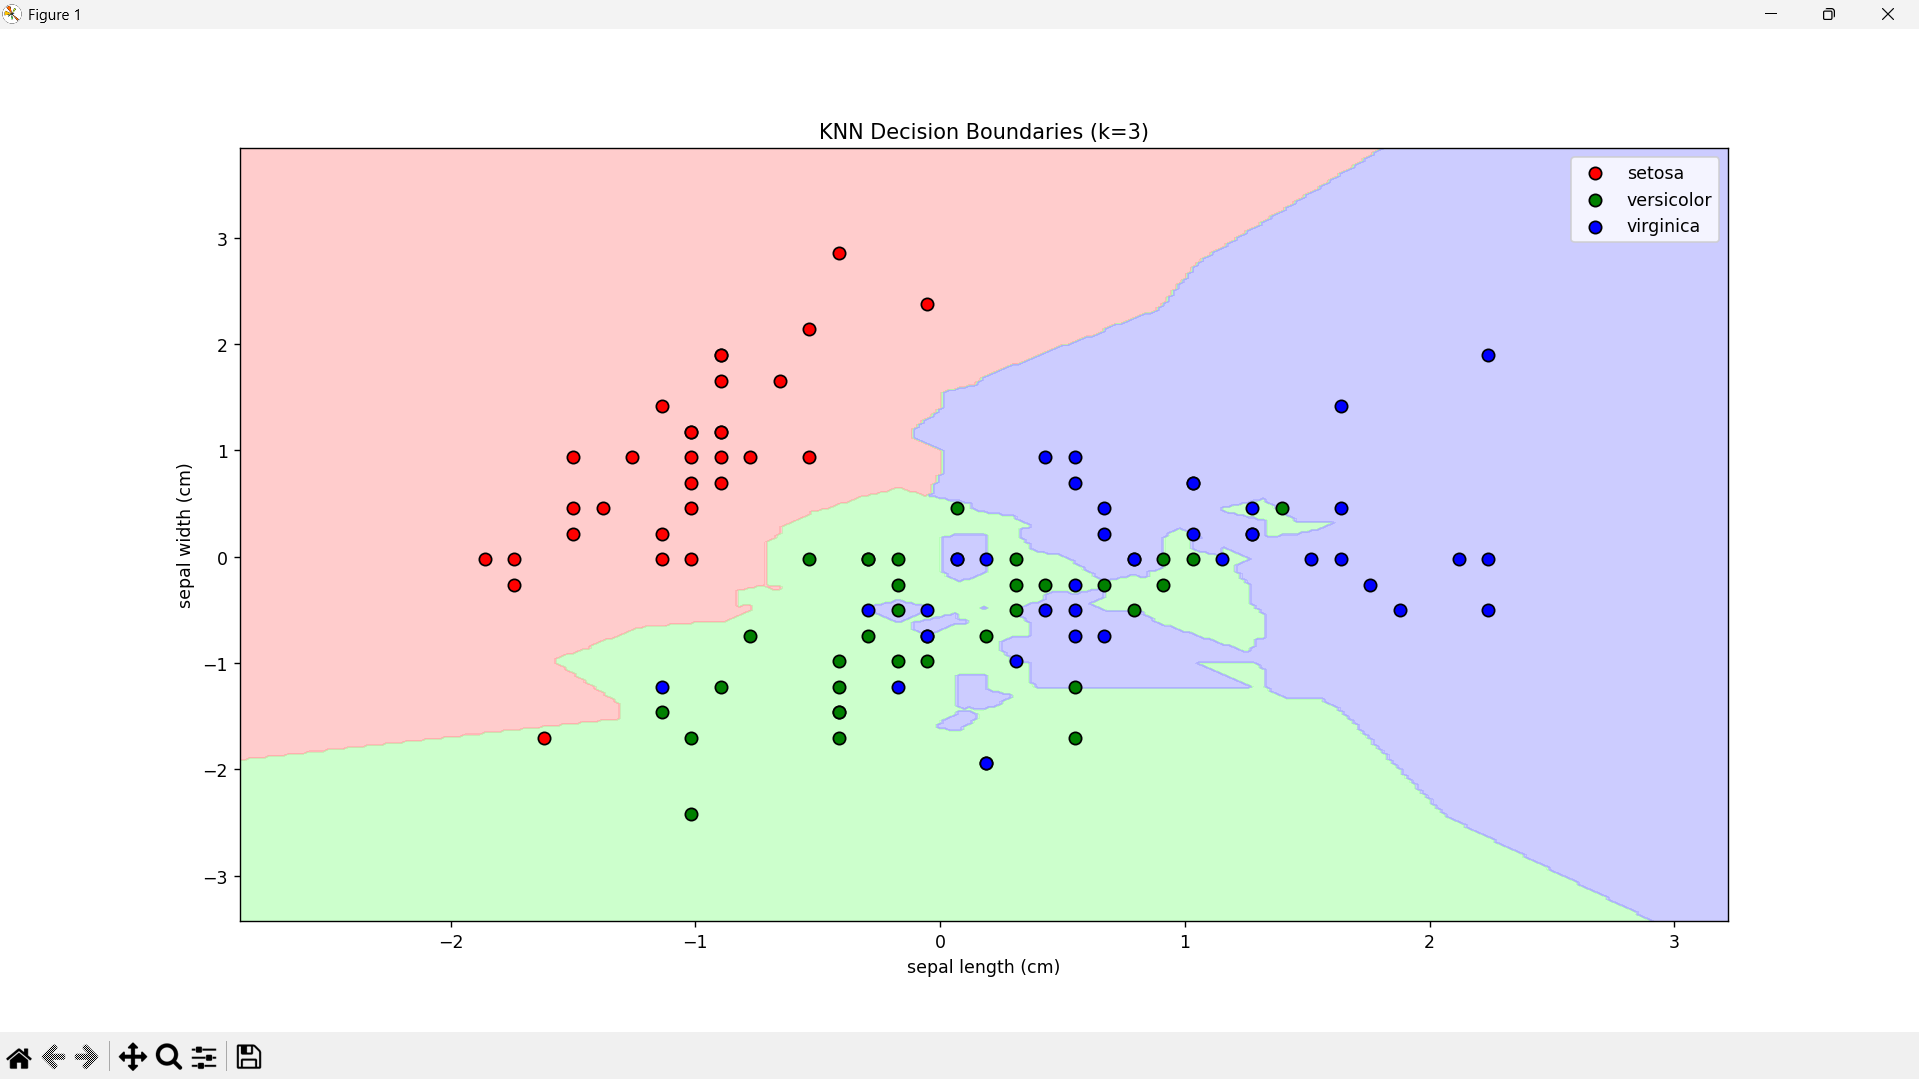 Figure 1
KNN Decision Boundaries (k=3)
setosa
versicolor
virginica
3
2
1
0
−1
−2
−3
sepal width (cm)
−2 −1 0 1 2 3
sepal length (cm)